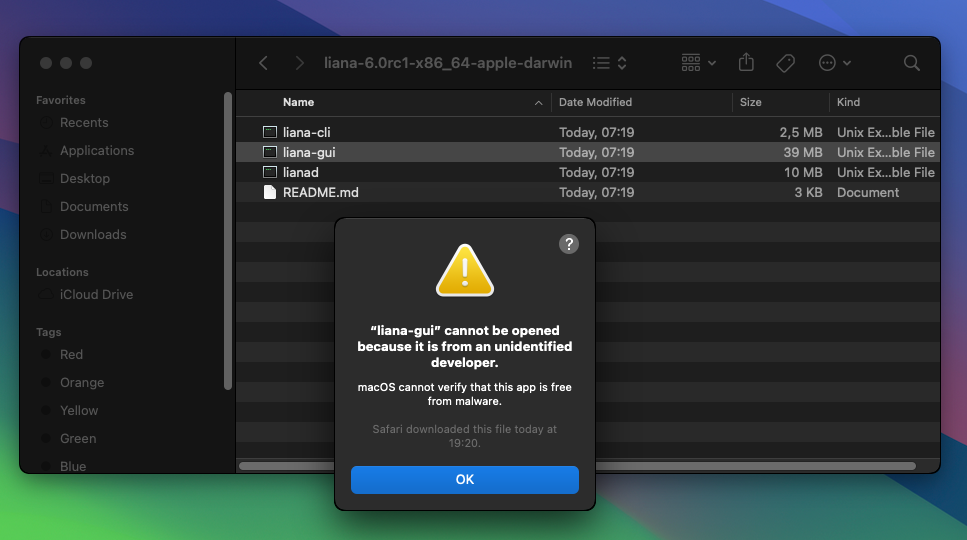 liana-6.0rc1-x86_64-apple-darwin
Favorites
Recents
Applications
Desktop
Documents
Downloads
Locations
iCloud Drive
Tags
Red
Orange
Yellow
Green
Blue
Name Date Modified Size Kind
liana-cli Today, 07:19 2,5 MB Unix Ex...ble File
liana-gui Today, 07:19 39 MB Unix Ex...ble File
lianad Today, 07:19 10 MB Unix Ex...ble File
README.md Today, 07:19 3 KB Document
?
“liana-gui” cannot be opened
because it is from an unidentified
developer.
macOS cannot verify that this app is free
from malware.
Safari downloaded this file today at
19:20.
OK